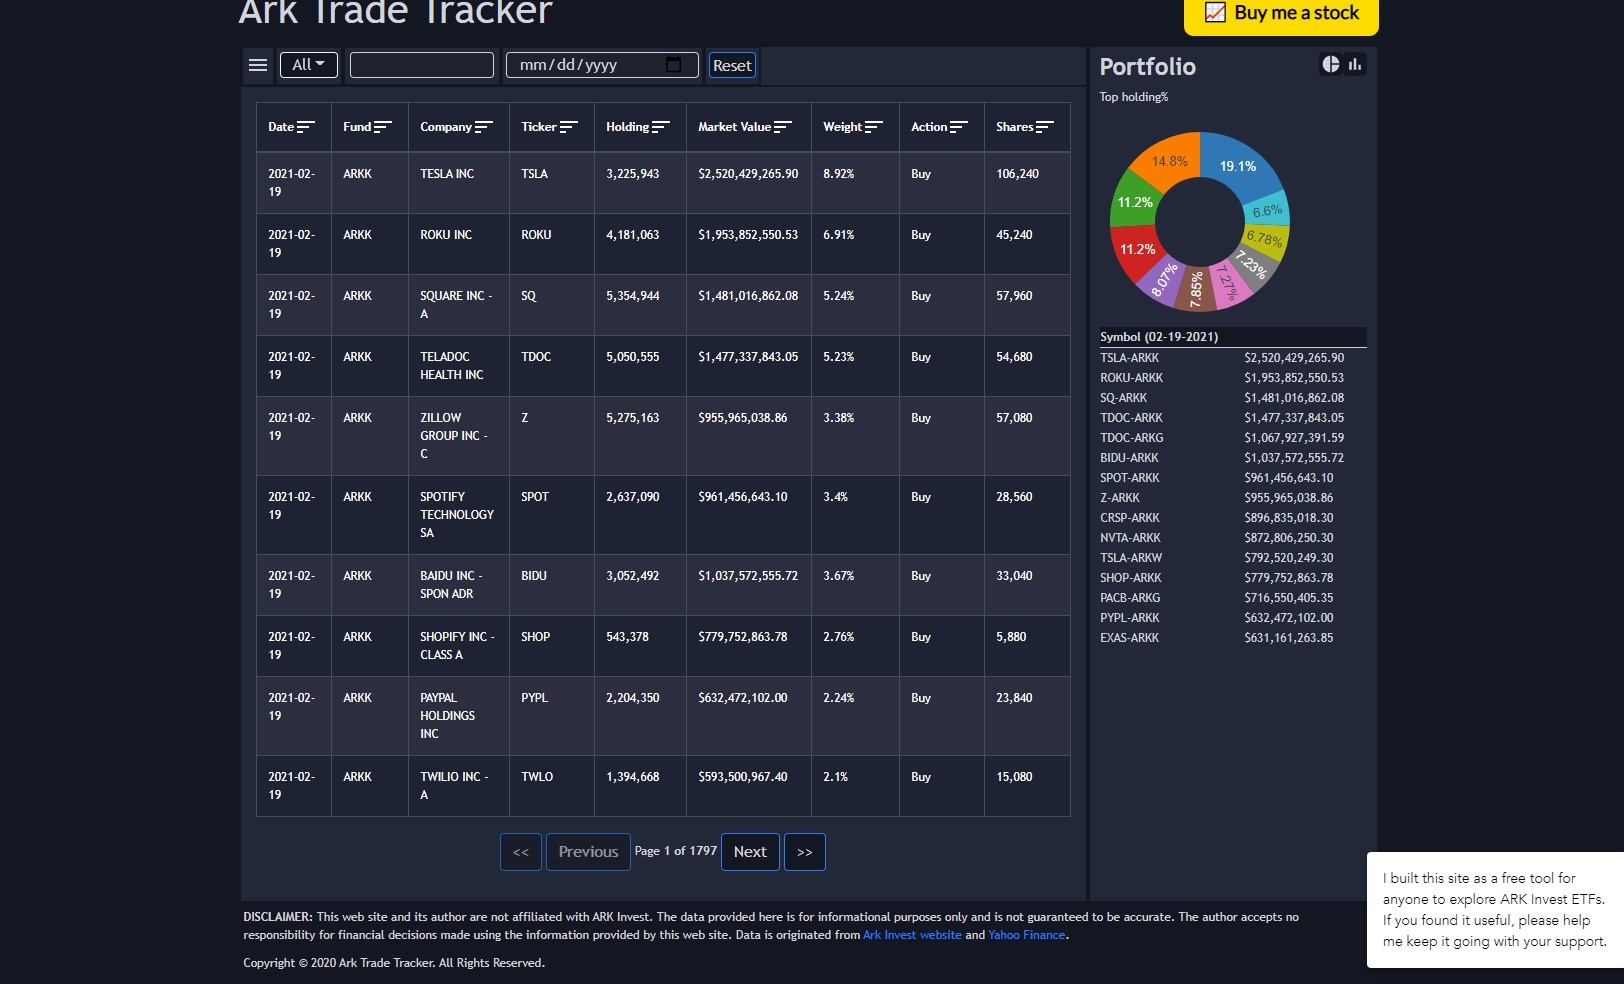 Ark Trade Tracker
Buy me a stock
All
mm/dd/yyyy
Reset
Date Fund Company Ticker Holding Market Value Weight Action Shares
2021-02- ARKK TESLA INC TSLA 3,225,943 $2,520,429,265.90 8.92% Buy 106,240
19
2021-02- ARKK ROKU INC ROKU 4,181,063 $1,953,852,550.53 6.91% Buy 45,240
19
2021-02- ARKK SQUARE INC - SQ 5,354,944 $1,481,016,862.08 5.24% Buy 57,960
19 A
2021-02- ARKK TELADOC TDOC 5,050,555 $1,477,337,843.05 5.23% Buy 54,680
19 HEALTH INC
2021-02- ARKK ZILLOW Z 5,275,163 $955,965,038.86 3.38% Buy 57,080
19 GROUP INC -
C
2021-02- ARKK SPOTIFY SPOT 2,637,090 $961,456,643.10 3.4% Buy 28,560
19 TECHNOLOGY
SA
2021-02- ARKK BAIDU INC - BIDU 3,052,492 $1,037,572,555.72 3.67% Buy 33,040
19 SPON ADR
2021-02- ARKK SHOPIFY INC - SHOP 543,378 $779,752,863.78 2.76% Buy 5,880
19 CLASS A
2021-02- ARKK PAYPAL PYPL 2,204,350 $632,472,102.00 2.24% Buy 23,840
19 HOLDINGS
INC
2021-02- ARKK TWILIO INC - TWLO 1,394,668 $593,500,967.40 2.1% Buy 15,080
19 A
<< Previous Page 1 of 1797 Next >>
Portfolio
Top holding%
19.1%
6.6%
6.78%
7.23%
7.27%
7.85%
8.07%
11.2%
11.2%
14.8%
Symbol (02-19-2021)
TSLA-ARKK $2,520,429,265.90
ROKU-ARKK $1,953,852,550.53
SQ-ARKK $1,481,016,862.08
TDOC-ARKK $1,477,337,843.05
TDOC-ARKG $1,067,927,391.59
BIDU-ARKK $1,037,572,555.72
SPOT-ARKK $961,456,643.10
Z-ARKK $955,965,038.86
CRSP-ARKK $896,835,018.30
NVTA-ARKK $872,806,250.30
TSLA-ARKW $792,520,249.30
SHOP-ARKK $779,752,863.78
PACB-ARKG $716,550,405.35
PYPL-ARKK $632,472,102.00
EXAS-ARKK $631,161,263.85
DISCLAIMER: This web site and its author are not affiliated with ARK Invest. The data provided here is for informational purposes only and is not guaranteed to be accurate. The author accepts no
responsibility for financial decisions made using the information provided by this web site. Data is originated from Ark Invest website and Yahoo Finance.
Copyright © 2020 Ark Trade Tracker. All Rights Reserved.
I built this site as a free tool for
anyone to explore ARK Invest ETFs.
If you found it useful, please help
me keep it going with your support.